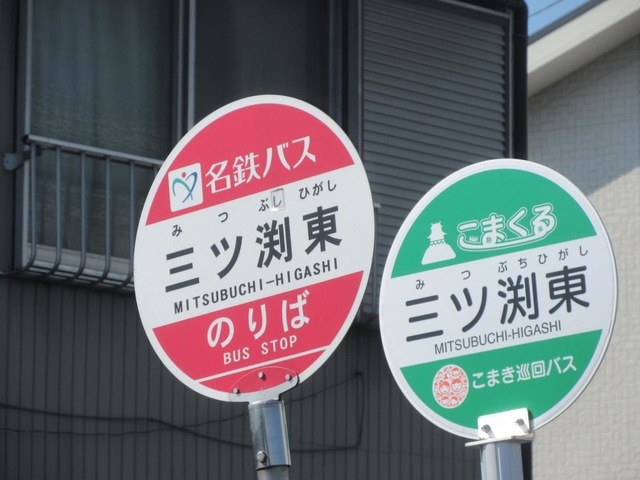 名鉄バス
みつぶしひがし
三ツ渕東
MITSUBUCHI-HIGASHI
のりば
BUS STOP
こまくる
みつぶちひがし
三ツ渕東
MITSUBUCHI-HIGASHI
こまき巡回バス